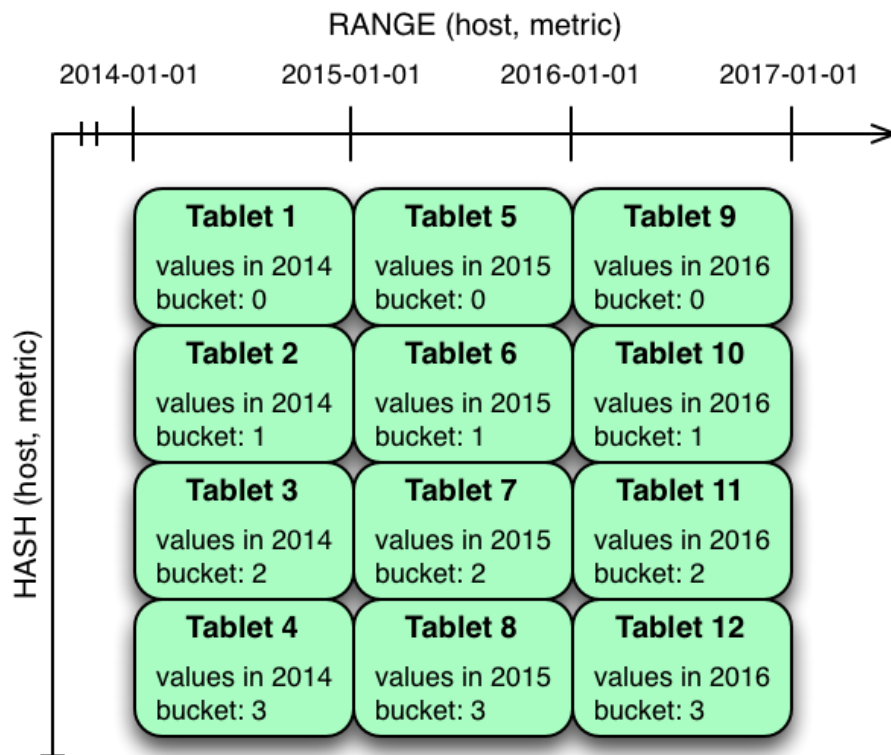 RANGE (host, metric)
2014-01-01 2015-01-01 2016-01-01 2017-01-01
HASH (host, metric)
Tablet 1
values in 2014
bucket: 0
Tablet 5
values in 2015
bucket: 0
Tablet 9
values in 2016
bucket: 0
Tablet 2
values in 2014
bucket: 1
Tablet 6
values in 2015
bucket: 1
Tablet 10
values in 2016
bucket: 1
Tablet 3
values in 2014
bucket: 2
Tablet 7
values in 2015
bucket: 2
Tablet 11
values in 2016
bucket: 2
Tablet 4
values in 2014
bucket: 3
Tablet 8
values in 2015
bucket: 3
Tablet 12
values in 2016
bucket: 3